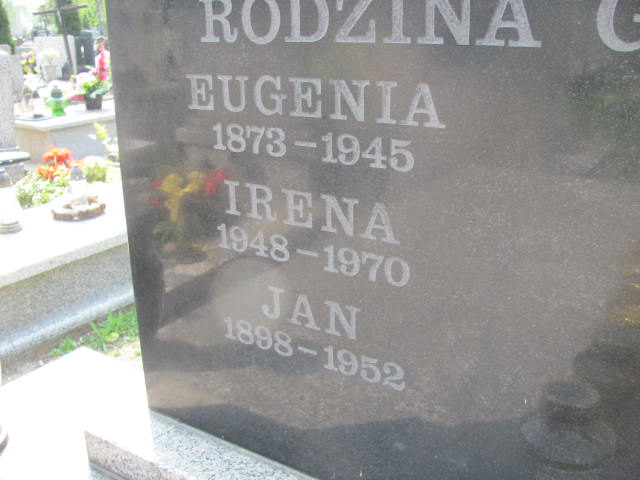 RODZINA G
EUGENIA
1873 – 1945
IRENA
1948 – 1970
JAN
1898 – 1952